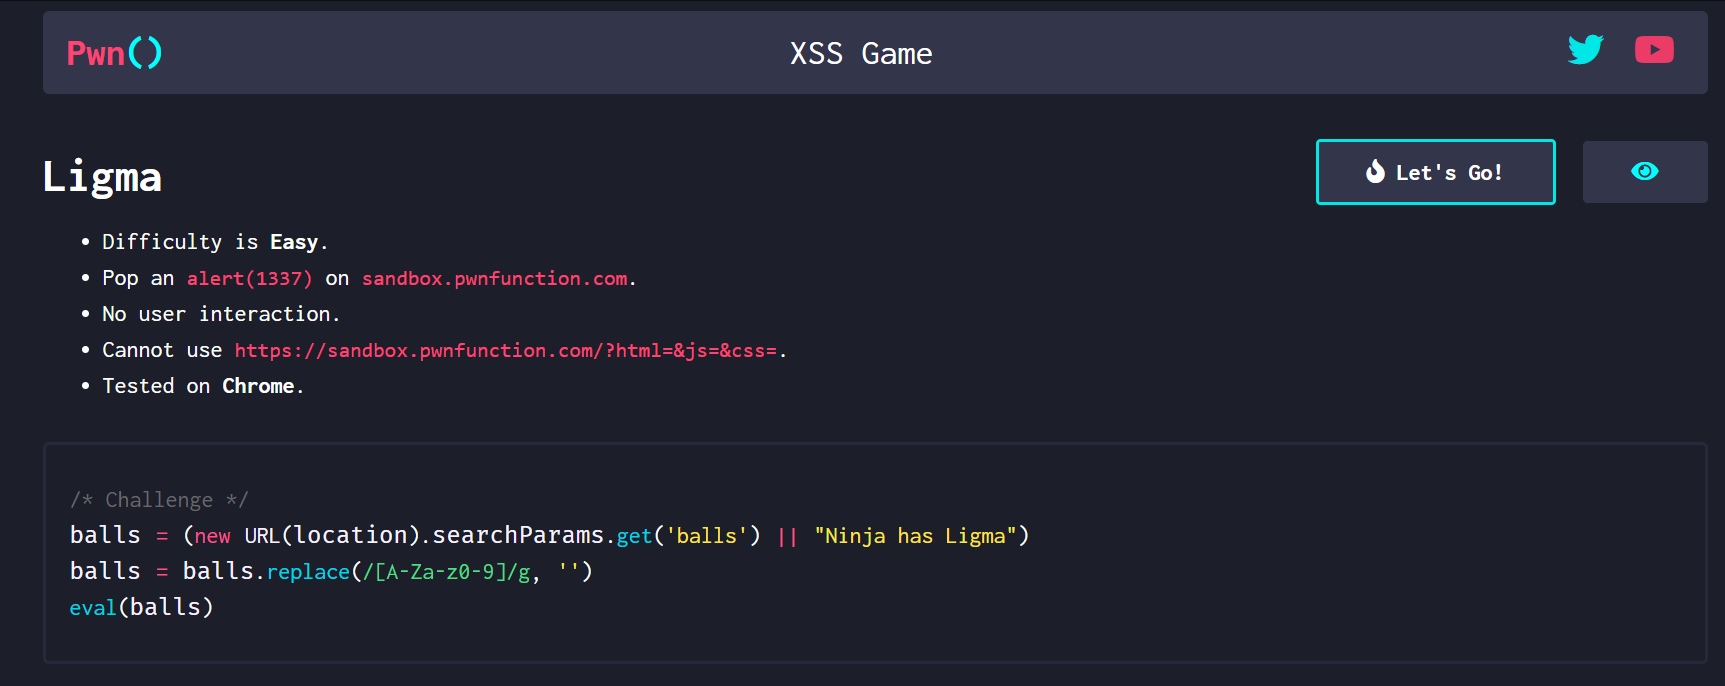 Pwn()
XSS Game
Ligma
Let's Go!
• Difficulty is Easy.
• Pop an alert(1337) on sandbox.pwnfunction.com.
• No user interaction.
• Cannot use https://sandbox.pwnfunction.com/?html=&js=&css=.
• Tested on Chrome.
/* Challenge */
balls = (new URL(location).searchParams.get('balls') || "Ninja has Ligma")
balls = balls.replace(/[A-Za-z0-9]/g, '')
eval(balls)